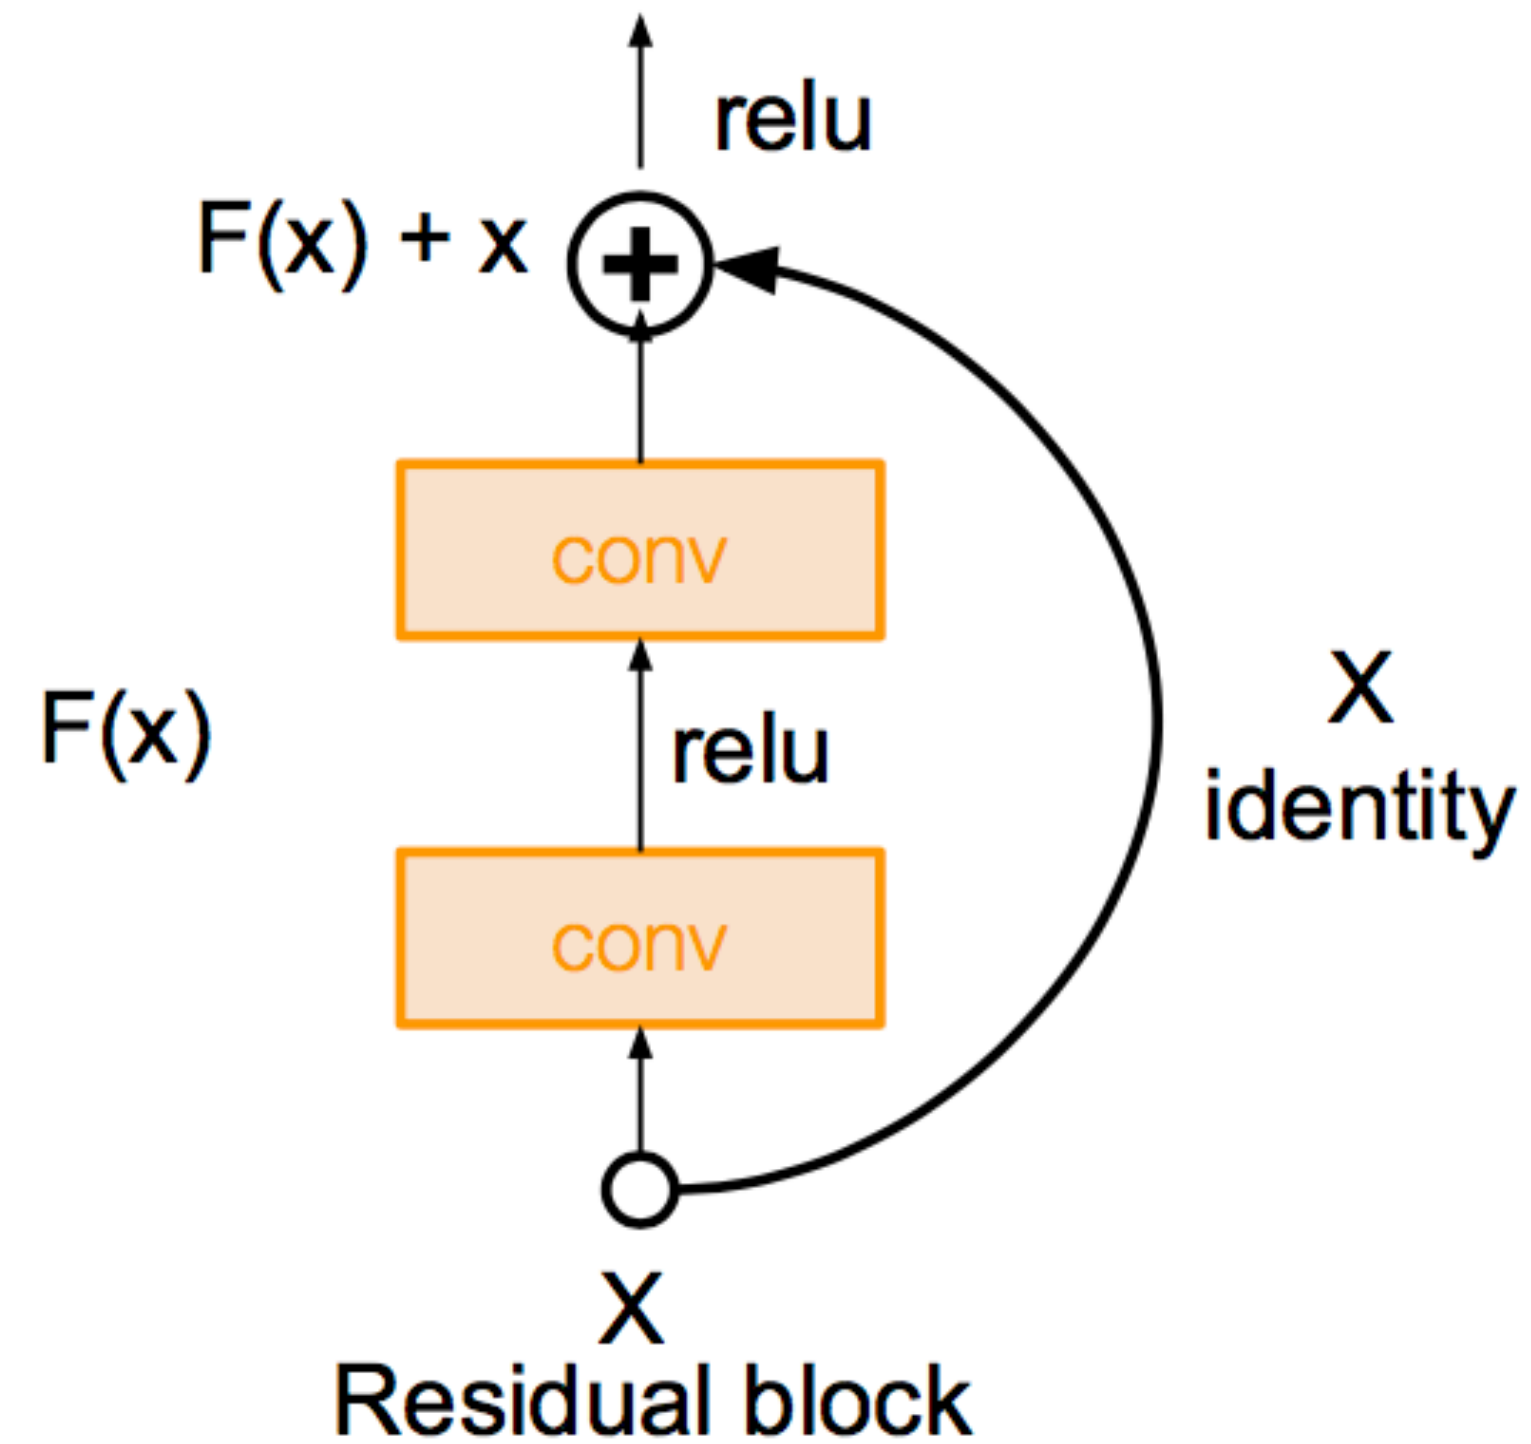 relu
F(x) + x
conv
F(x)
relu
X
identity
conv
X
Residual block